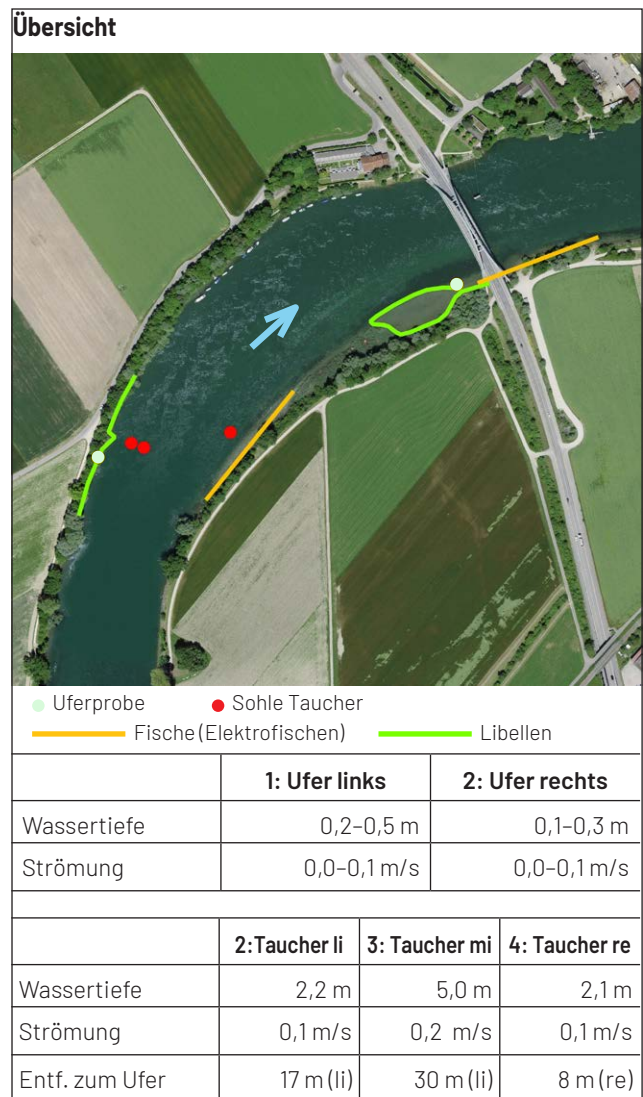 Übersicht
Uferprobe Sohle Taucher
Fische (Elektrofischen) Libellen
1: Ufer links 2: Ufer rechts
Wassertiefe 0,2–0,5 m 0,1–0,3 m
Strömung 0,0–0,1 m/s 0,0–0,1 m/s
2:Taucher li 3: Taucher mi 4: Taucher re
Wassertiefe 2,2 m 5,0 m 2,1 m
Strömung 0,1 m/s 0,2 m/s 0,1 m/s
Entf. zum Ufer 17 m (li) 30 m (li) 8 m (re)